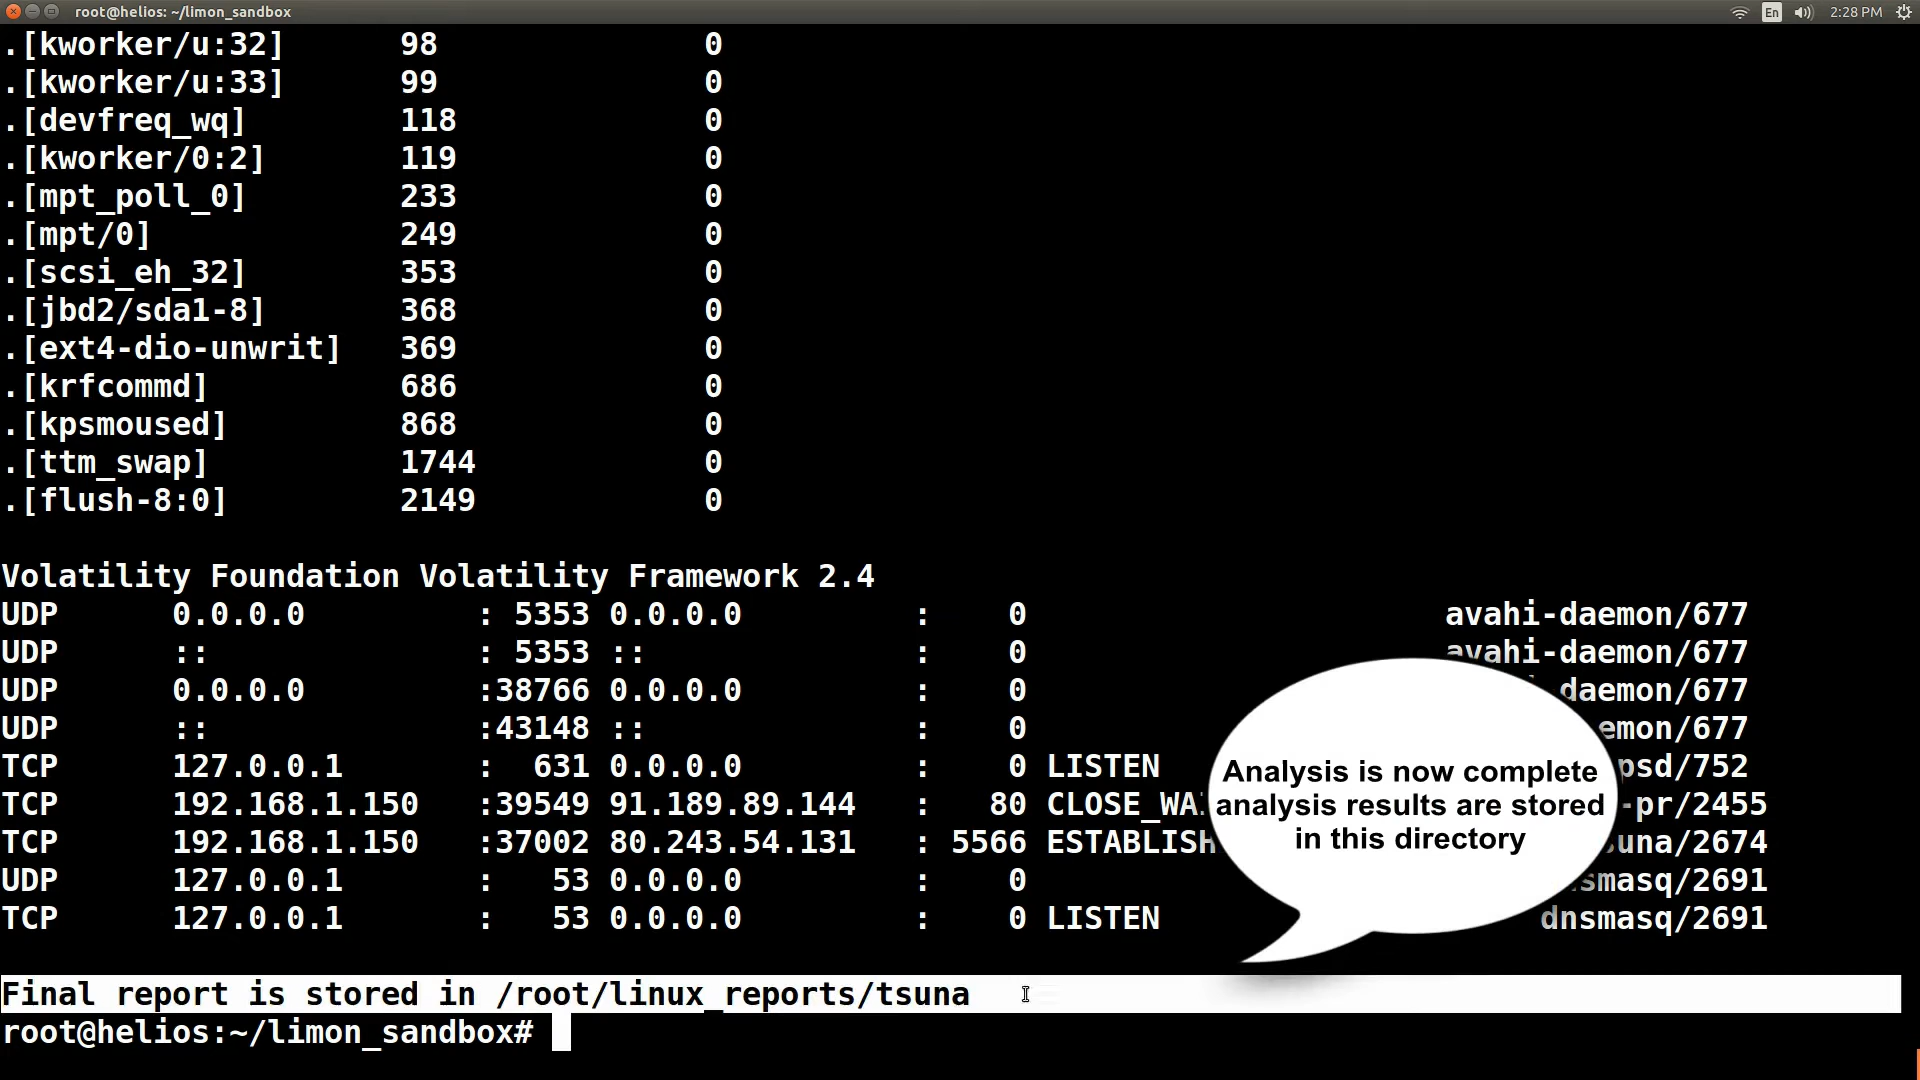 root@helios: ~/limon_sandbox
En
2:28 PM
.[kworker/u:32] 98 0
.[kworker/u:33] 99 0
.[devfreq_wq] 118 0
.[kworker/0:2] 119 0
.[mpt_poll_0] 233 0
.[mpt/0] 249 0
.[scsi_eh_32] 353 0
.[jbd2/sda1-8] 368 0
.[ext4-dio-unwrit] 369 0
.[krfcommd] 686 0
.[kpsmoused] 868 0
.[ttm_swap] 1744 0
.[flush-8:0] 2149 0
Volatility Foundation Volatility Framework 2.4
UDP 0.0.0.0 : 5353 0.0.0.0 : 0 avahi-daemon/677
UDP :: : 5353 :: : 0 avahi-daemon/677
UDP 0.0.0.0 :38766 0.0.0.0 : 0 daemon/677
UDP :: :43148 :: : 0 emon/677
TCP 127.0.0.1 : 631 0.0.0.0 : 0 LISTEN psd/752
TCP 192.168.1.150 :39549 91.189.89.144 : 80 CLOSE_WAI -pr/2455
TCP 192.168.1.150 :37002 80.243.54.131 : 5566 ESTABLISH una/2674
UDP 127.0.0.1 : 53 0.0.0.0 : 0 smasq/2691
TCP 127.0.0.1 : 53 0.0.0.0 : 0 LISTEN dnsmasq/2691
Analysis is now complete
analysis results are stored
in this directory
Final report is stored in /root/linux_reports/tsuna
root@helios:~/limon_sandbox#